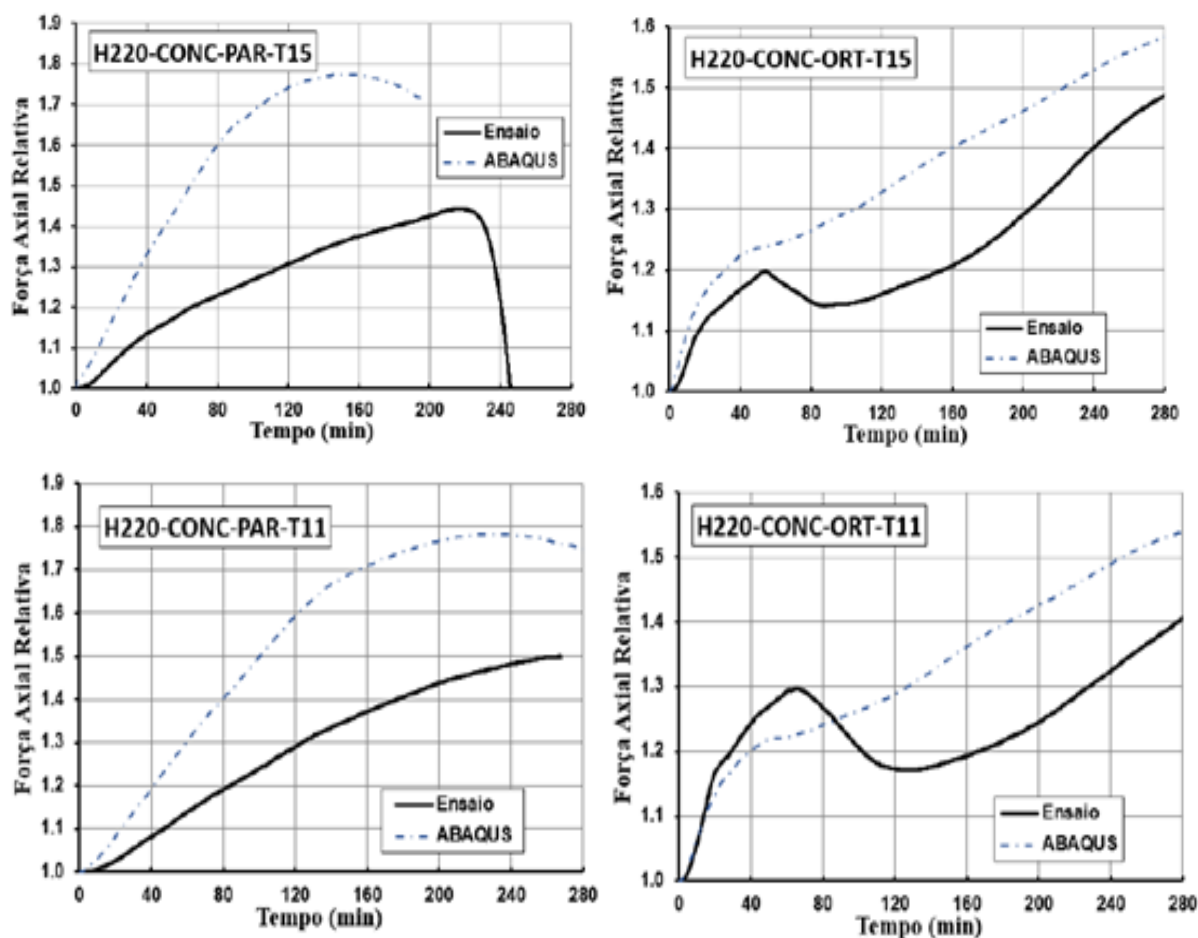 H220-CONC-PAR-T15
Força Axial Relativa
1.9
1.8
1.7
1.6
1.5
1.4
1.3
1.2
1.1
1.0
Ensaio
ABAQUS
0 40 80 120 160 200 240 280
Tempo (min)
H220-CONC-ORT-T15
Força Axial Relativa
1.6
1.5
1.4
1.3
1.2
1.1
1.0
Ensaio
ABAQUS
0 40 80 120 160 200 240 280
Tempo (min)
H220-CONC-PAR-T11
Força Axial Relativa
1.9
1.8
1.7
1.6
1.5
1.4
1.3
1.2
1.1
1.0
Ensaio
ABAQUS
0 40 80 120 160 200 240 280
Tempo (min)
H220-CONC-ORT-T11
Força Axial Relativa
1.6
1.5
1.4
1.3
1.2
1.1
1.0
Ensaio
ABAQUS
0 40 80 120 160 200 240 280
Tempo (min)